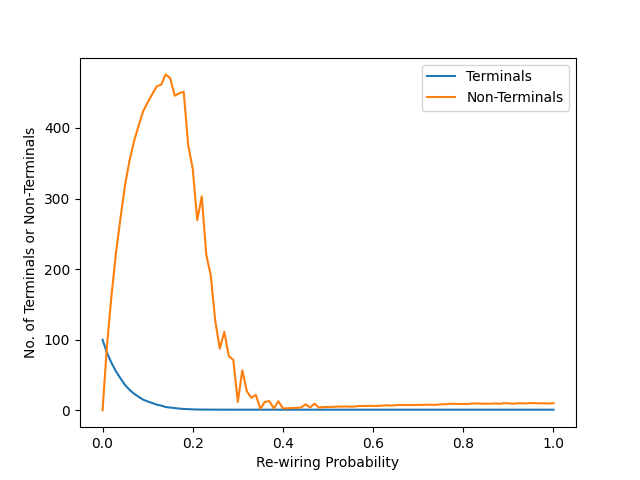 Terminals
Non-Terminals
No. of Terminals or Non-Terminals
400
300
200
100
0
0.0 0.2 0.4 0.6 0.8 1.0
Re-wiring Probability